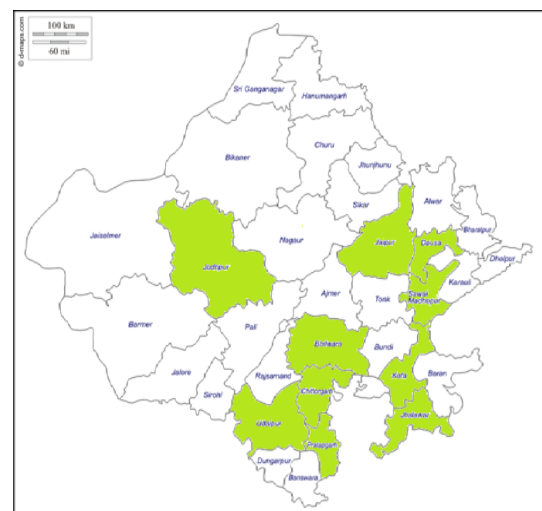 100 km
60 mi
© d-maps.com
Sri Ganganagar
Hanumangarh
Churu
Bikaner
Jhunjhunu
Sikar
Alwar
Jaisalmer
Nagaur
Jaipur
Dausa
Bharatpur
Dholpur
Jodhpur
Karauli
Sawai
Madhopur
Ajmer
Tonk
Barmer
Pali
Bhilwara
Bundi
Jalore
Rajsamand
Kota
Baran
Sirohi
Chittorgarh
Udaipur
Jhalawar
Pratapgarh
Dungarpur
Banswara